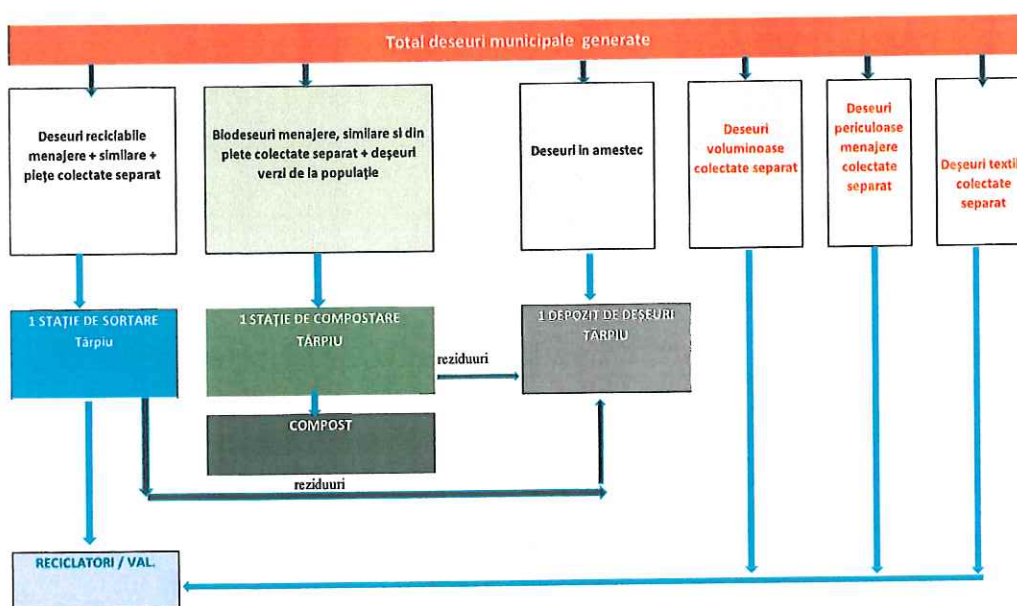 Total deseuri municipale generate
Deseuri reciclabile
menajere + similare +
piețe colectate separat
Biodeseuri menajere, similare si din
piete colectate separat + deșeuri
verzi de la populație
Deseuri in amestec
Deseuri
voluminoase
colectate separat
Deseuri
periculoase
menajere
colectate
separat
Deșeuri textil
colectate
separat
1 STAȚIE DE SORTARE
Târpiu
1 STAȚIE DE COMPOSTARE
TÂRPIU
1 DEPOZIT DE DEȘEURI
TÂRPIU
reziduuri
COMPOST
reziduuri
RECICLATORI / VAL.